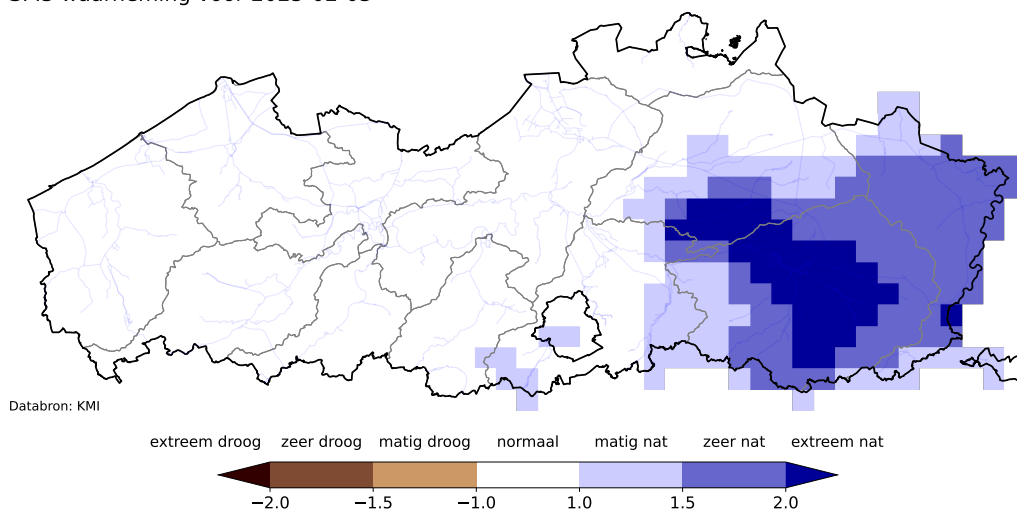 Databron: KMI
extreem droog zeer droog matig droog normaal matig nat zeer nat extreem nat
−2.0 −1.5 −1.0 1.0 1.5 2.0